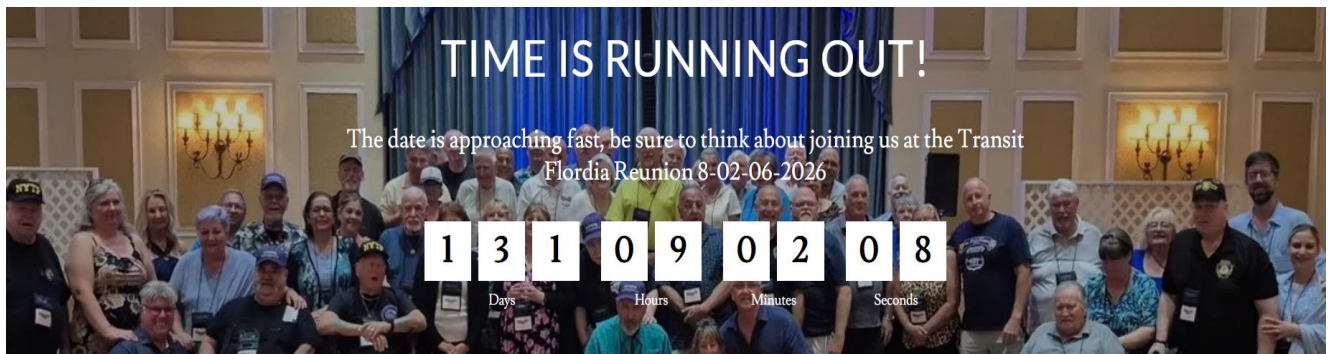 TIME IS RUNNING OUT!
The date is approaching fast, be sure to think about joining us at the Transit
Flordia Reunion 8-02-06-2026
1 3 1 0 9 0 2 0 8
Days Hours Minutes Seconds
NYTP